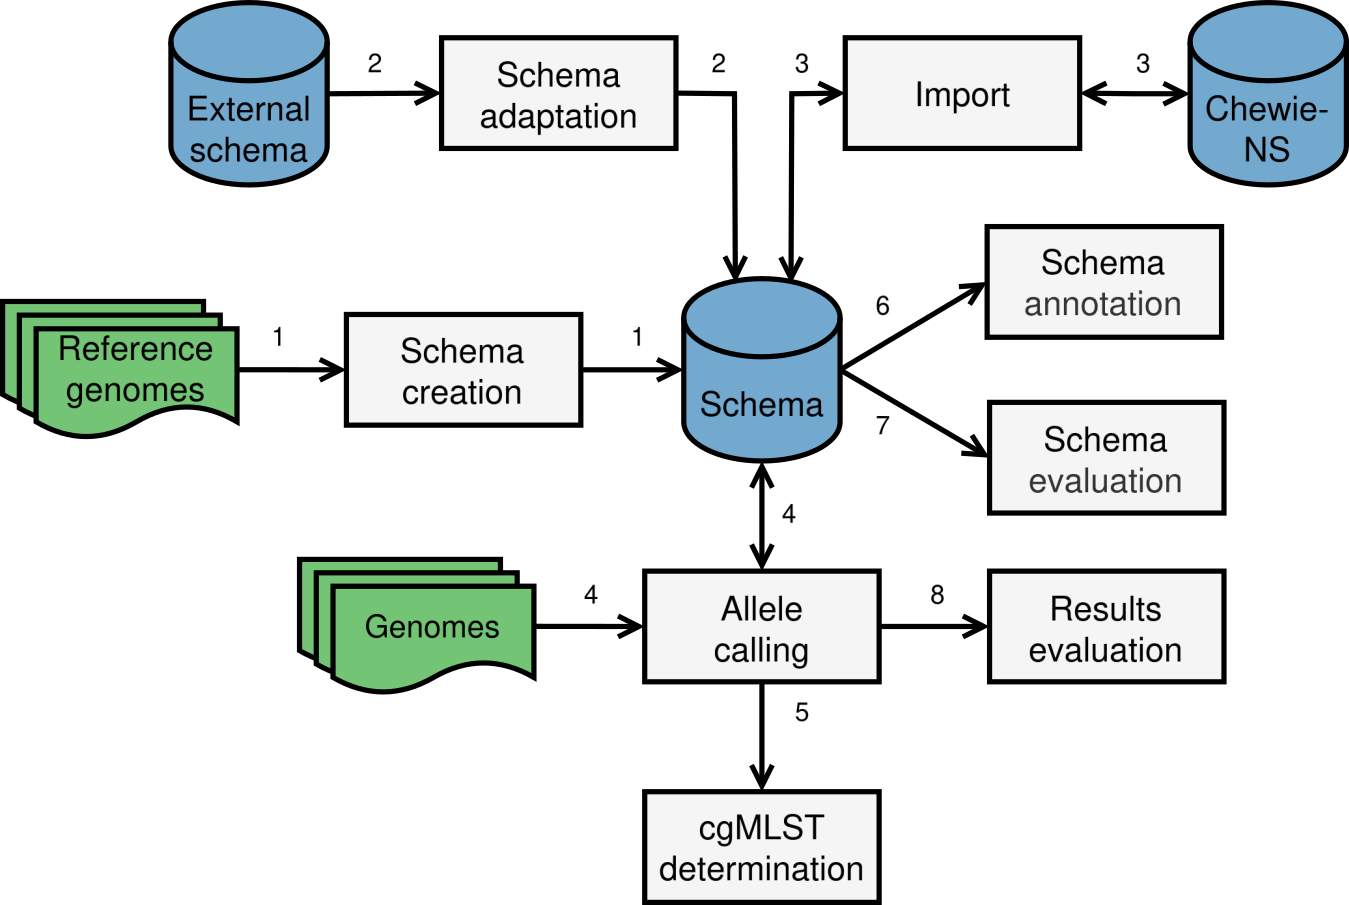 External
schema
2
Schema
adaptation
2
3
Import
3
Chewie-
NS
Reference
genomes
1
Schema
creation
1
Schema
6
Schema
annotation
7
Schema
evaluation
4
Genomes
4
Allele
calling
8
Results
evaluation
5
cgMLST
determination